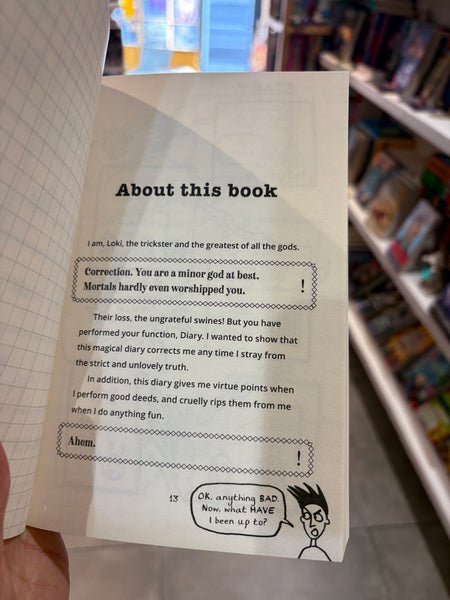 About this book
I am, Loki, the trickster and the greatest of all the gods.
Correction. You are a minor god at best.
Mortals hardly even worshipped you.
!
Their loss, the ungrateful swines! But you have
performed your function, Diary. I wanted to show that
this magical diary corrects me any time I stray from
the strict and unlovely truth.
In addition, this diary gives me virtue points when
I perform good deeds, and cruelly rips them from me
when I do anything fun.
Ahem.
!
13
OK, anything BAD.
Now, what HAVE
I been up to?